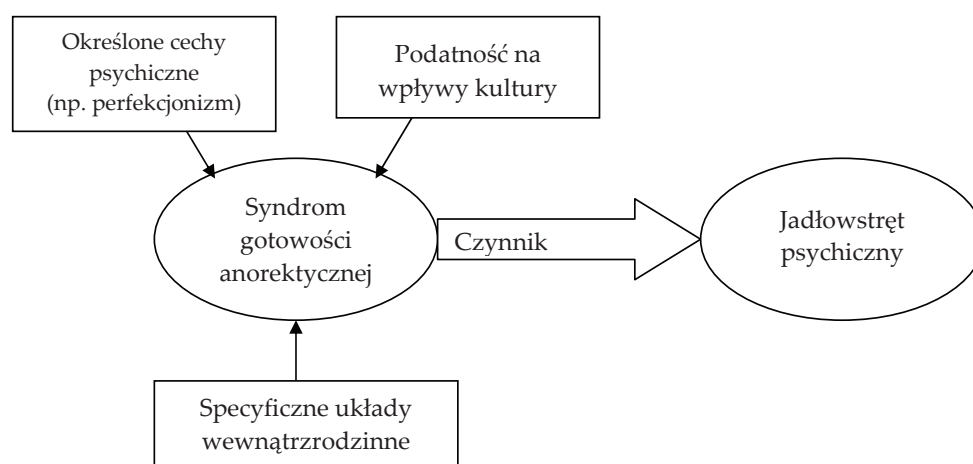 Określone cechy
psychiczne
(np. perfekcjonizm)
Podatność na
wpływy kultury
Syndrom
gotowości
anorektycznej
Czynnik
Jadłowstręt
psychiczny
Specyficzne układy
wewnątrzrodzinne